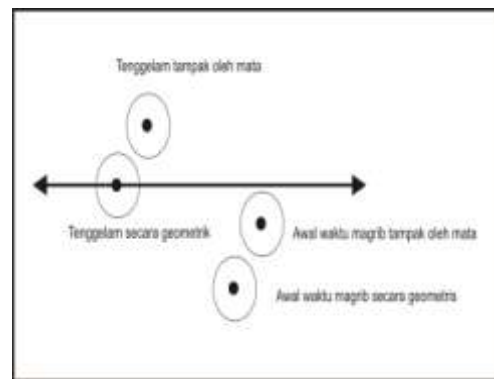 Tenggelam tampak oleh mata
Tenggelam secara geometrik
Awal waktu magrib tampak oleh mata
Awal waktu magrib secara geometris